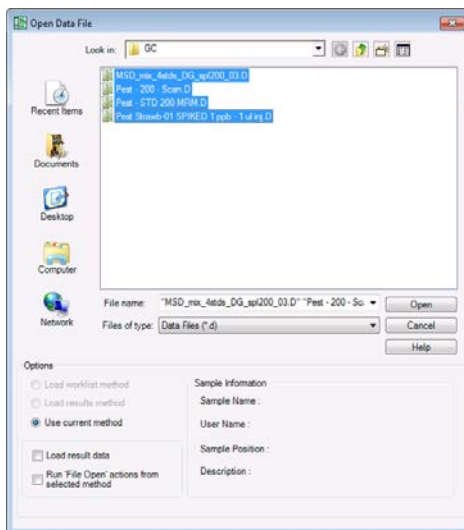 Open Data File
Look in: GC
MSD_mix_4stds_DG_spl200_03.D
Pest - 200 - Scan.D
Pest - STD 200 MRM.D
Pest Strawb-01 SPIKED 1 ppb - 1 ul inj.D
Recent Items
Documents
Desktop
Computer
Network
File name: "MSD_mix_4stds_DG_spl200_03.D" "Pest - 200 - Sc
Open
Files of type: Data Files (*.d)
Cancel
Help
Options
Load worklist method
Load results method
Use current method
Load result data
Run 'File Open' actions from
selected method
Sample Information
Sample Name :
User Name :
Sample Position :
Description :